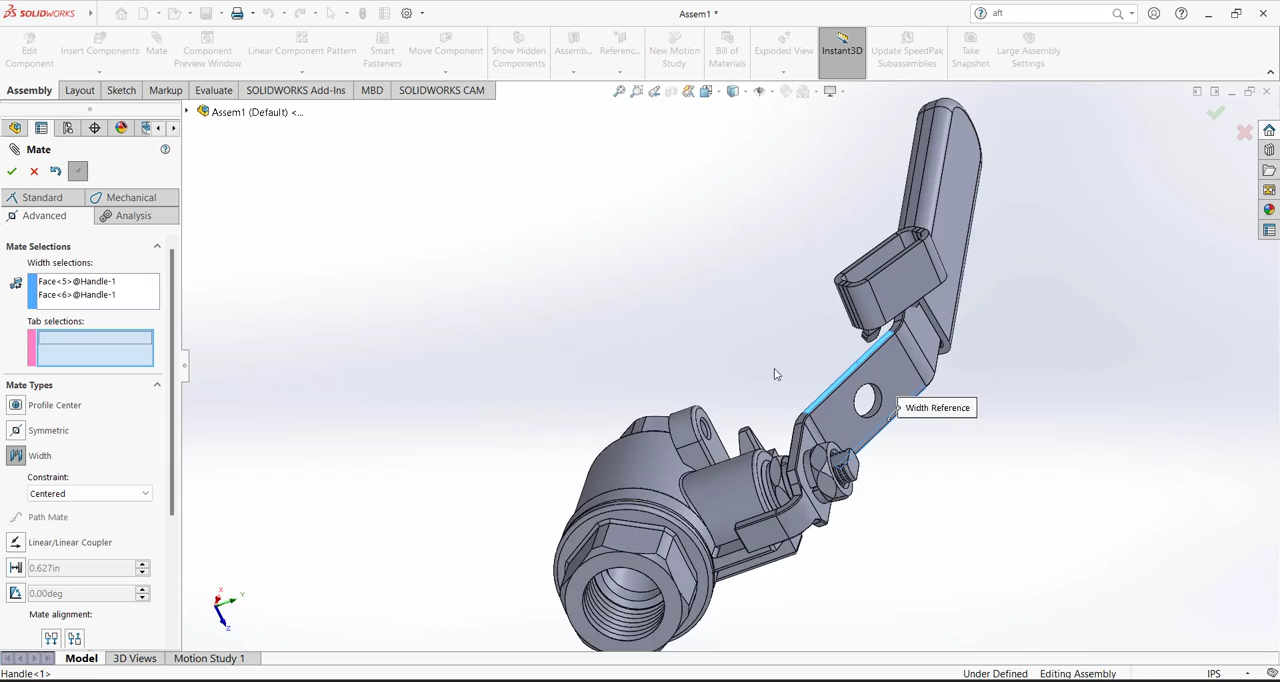 SOLIDWORKS
Assem1 *
aft
Edit Component
Insert Components
Mate
Component Preview Window
Linear Component Pattern
Smart Fasteners
Move Component
Show Hidden Components
Assemb...
Referenc...
New Motion Study
Bill of Materials
Exploded View
Instant3D
Update SpeedPak Subassemblies
Take Snapshot
Large Assembly Settings
Assembly
Layout
Sketch
Markup
Evaluate
SOLIDWORKS Add-Ins
MBD
SOLIDWORKS CAM
Assem1 (Default) <...
Mate
Standard
Mechanical
Advanced
Analysis
Mate Selections
Width selections:
Face<5>@Handle-1
Face<6>@Handle-1
Tab selections:
Mate Types
Profile Center
Symmetric
Width
Constraint:
Centered
Path Mate
Linear/Linear Coupler
0.627in
0.00deg
Mate alignment:
Width Reference
X
Y
Z
Model
3D Views
Motion Study 1
Handle<1>
Under Defined
Editing Assembly
IPS